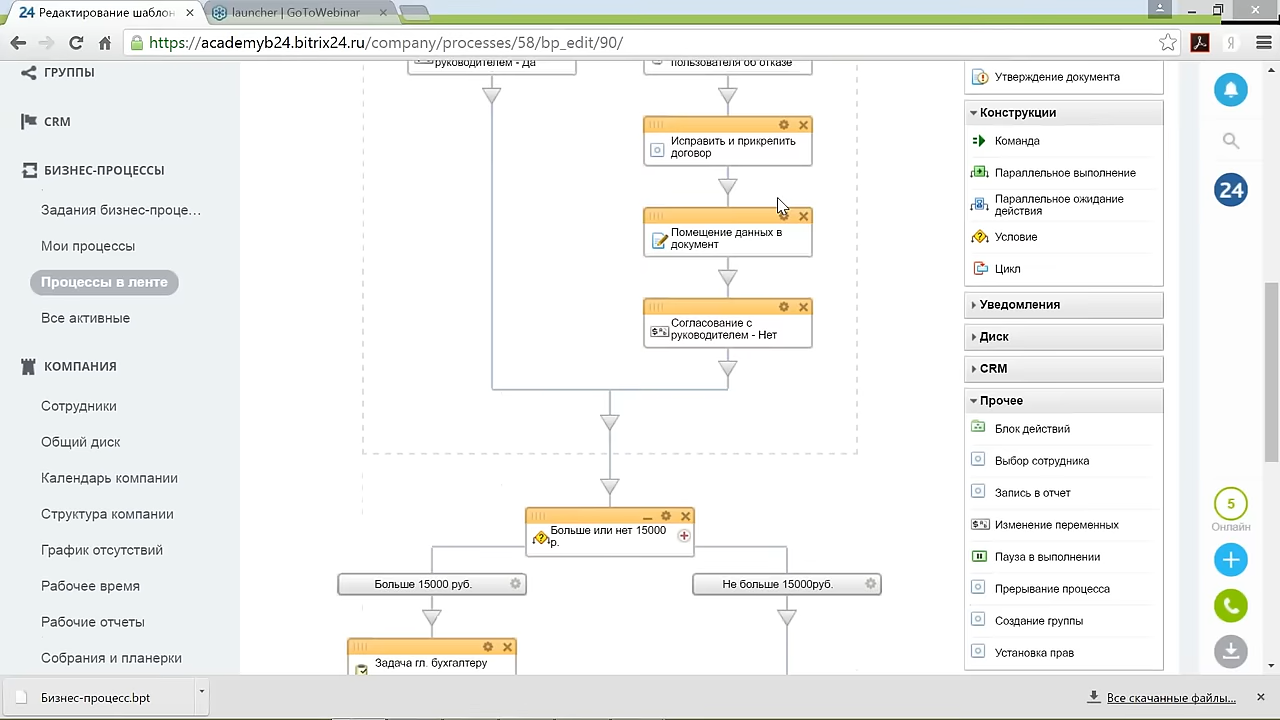 24 Редактирование шаблон
launcher | GoToWebinar
https://academyb24.bitrix24.ru/company/processes/58/bp_edit/90/
ГРУППЫ
CRM
БИЗНЕС-ПРОЦЕССЫ
Задания бизнес-проце...
Мои процессы
Процессы в ленте
Все активные
КОМПАНИЯ
Сотрудники
Общий диск
Календарь компании
Структура компании
График отсутствий
Рабочее время
Рабочие отчеты
Собрания и планерки
руководителем - Да
пользователя об отказе
Исправить и прикрепить
договор
Помещение данных в
документ
Согласование с
руководителем - Нет
Больше или нет 15000
р.
Больше 15000 руб.
Не больше 15000руб.
Задача гл. бухгалтеру
Утверждение документа
Конструкции
Команда
Параллельное выполнение
Параллельное ожидание
действия
Условие
Цикл
Уведомления
Диск
CRM
Прочее
Блок действий
Выбор сотрудника
Запись в отчет
Изменение переменных
Пауза в выполнении
Прерывание процесса
Создание группы
Установка прав
24
5
Онлайн
Бизнес-процесс.bpt
Все скачанные файлы...